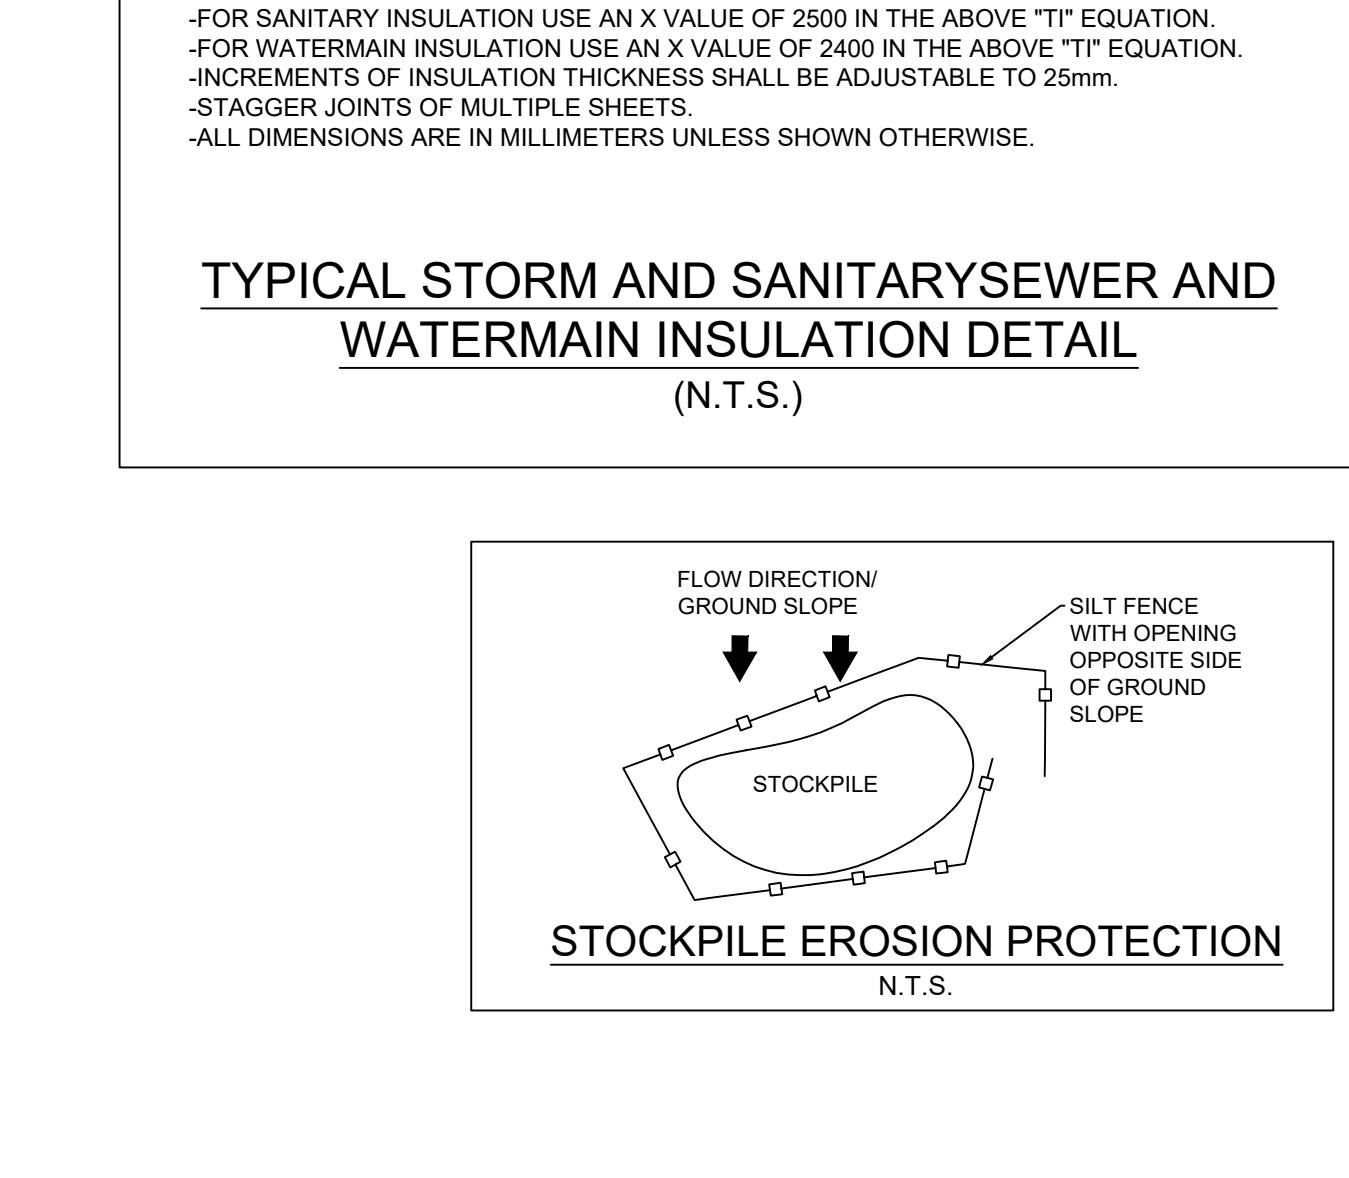 -FOR SANITARY INSULATION USE AN X VALUE OF 2500 IN THE ABOVE "TI" EQUATION.
-FOR WATERMAIN INSULATION USE AN X VALUE OF 2400 IN THE ABOVE "TI" EQUATION.
-INCREMENTS OF INSULATION THICKNESS SHALL BE ADJUSTABLE TO 25mm.
-STAGGER JOINTS OF MULTIPLE SHEETS.
-ALL DIMENSIONS ARE IN MILLIMETERS UNLESS SHOWN OTHERWISE.
TYPICAL STORM AND SANITARYSEWER AND
WATERMAIN INSULATION DETAIL
(N.T.S.)
FLOW DIRECTION/
GROUND SLOPE
SILT FENCE
WITH OPENING
OPPOSITE SIDE
OF GROUND
SLOPE
STOCKPILE
STOCKPILE EROSION PROTECTION
N.T.S.